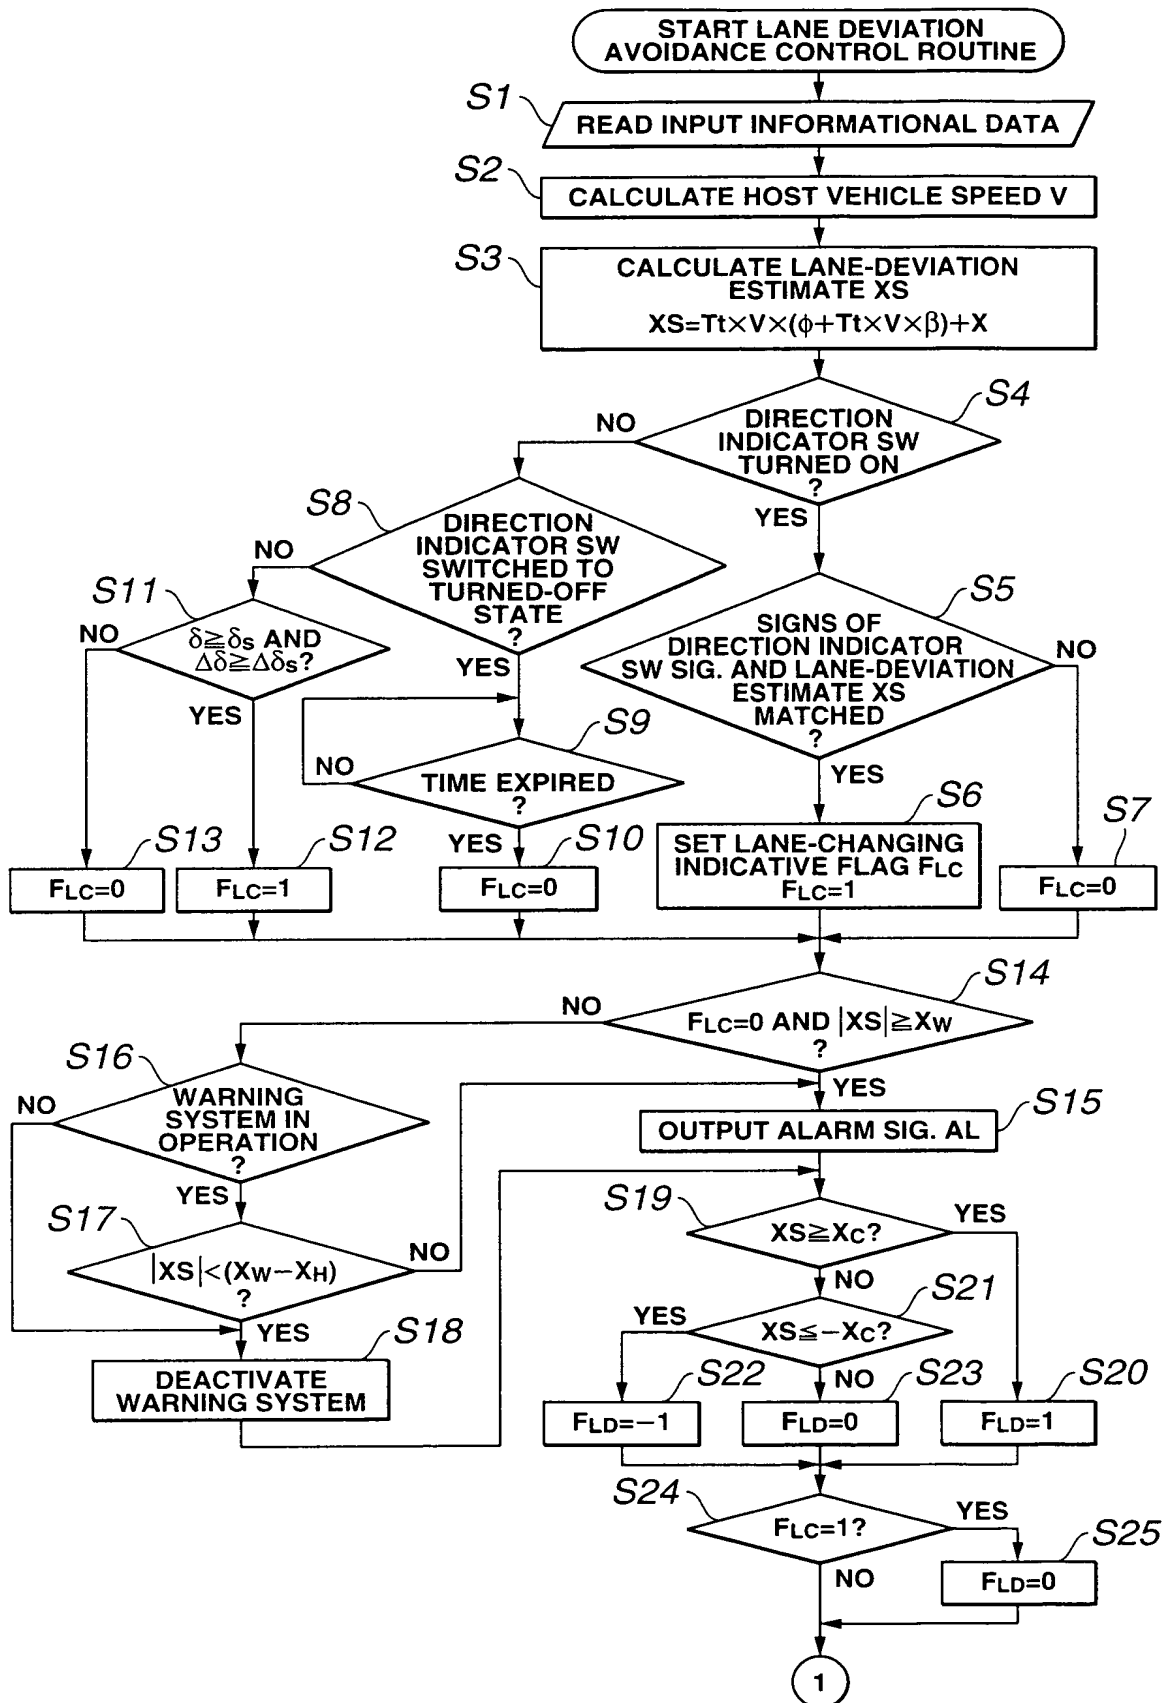 START LANE DEVIATION
AVOIDANCE CONTROL ROUTINE
S1
READ INPUT INFORMATIONAL DATA
S2
CALCULATE HOST VEHICLE SPEED V
S3
CALCULATE LANE-DEVIATION
ESTIMATE XS
XS=Tt×V×(ϕ+Tt×V×β)+X
S4
NO
DIRECTION
INDICATOR SW
TURNED ON
?
YES
S8
NO
DIRECTION
INDICATOR SW
SWITCHED TO
TURNED-OFF
STATE
?
YES
S5
SIGNS OF
DIRECTION INDICATOR
SW SIG. AND LANE-DEVIATION
ESTIMATE XS
MATCHED
?
NO
YES
S11
NO
δ≧δs AND
Δδ≧Δδs?
YES
S9
NO
TIME EXPIRED
?
YES
S13
FLC=0
S12
FLC=1
S10
FLC=0
S6
SET LANE-CHANGING
INDICATIVE FLAG FLC
FLC=1
S7
FLC=0
S14
NO
FLC=0 AND |XS|≧XW
?
YES
S16
NO
WARNING
SYSTEM IN
OPERATION
?
YES
S15
OUTPUT ALARM SIG. AL
S17
|XS|<(XW−XH)
?
NO
YES
S18
DEACTIVATE
WARNING SYSTEM
S19
XS≧XC?
YES
NO
S21
YES
XS≦−XC?
NO
S22
FLD=−1
S23
FLD=0
S20
FLD=1
S24
FLC=1?
YES
NO
S25
FLD=0
1